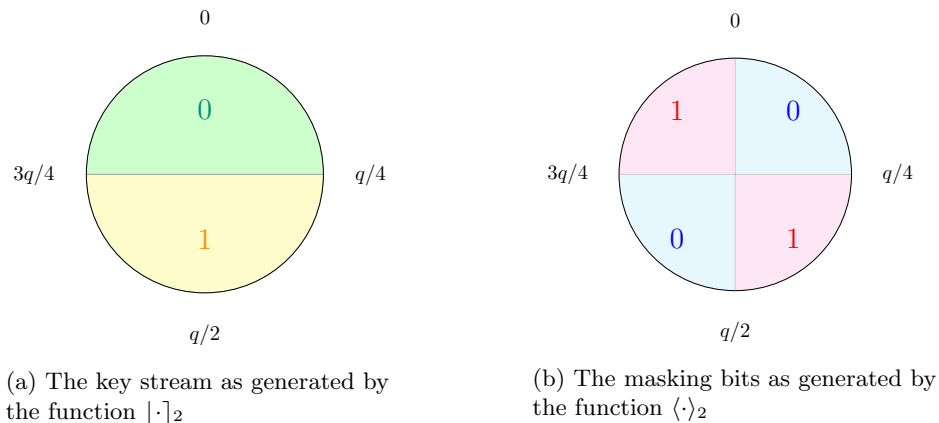 0
0
3q/4
q/4
1
q/2
(a) The key stream as generated by
the function ⌊·⌉₂
0
1
0
3q/4
q/4
0
1
q/2
(b) The masking bits as generated by
the function ⟨·⟩₂